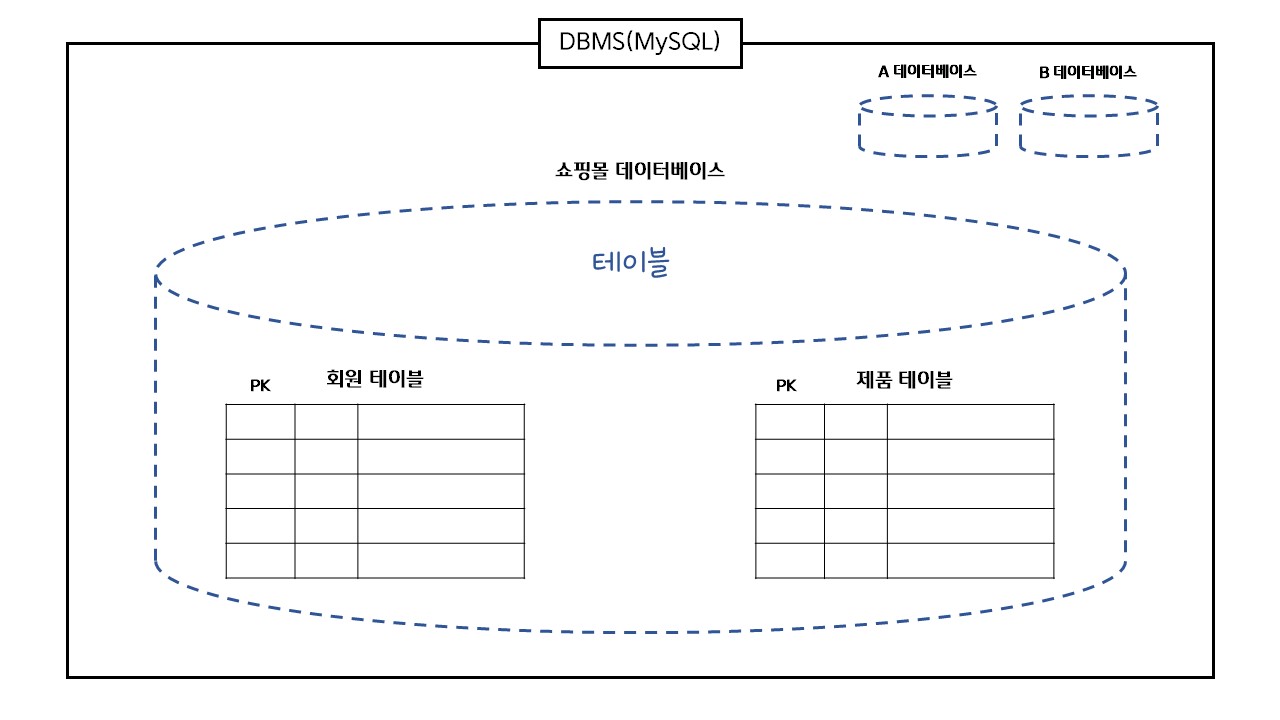 DBMS(MySQL)
A 데이터베이스
B 데이터베이스
쇼핑몰 데이터베이스
테이블
PK
회원 테이블
PK
제품 테이블